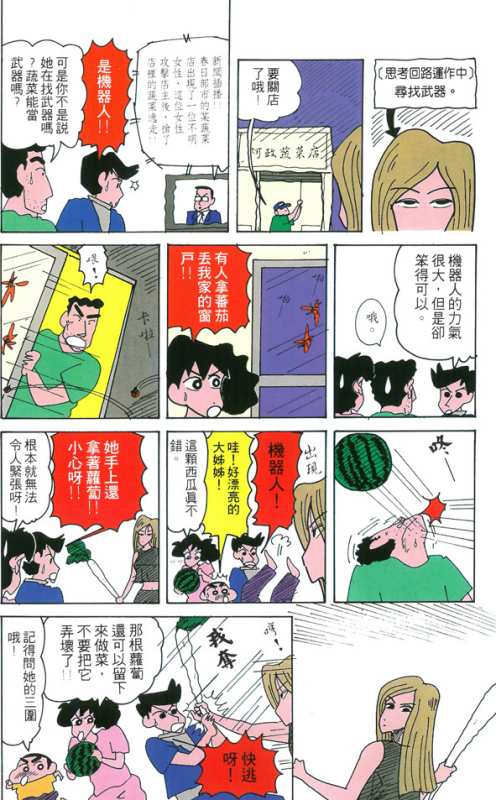 (思考回路運作中)
尋找武器。
要關店
了哦!
阿政蔬菜店
新聞插播!!
春日部市的某蔬菜
店出現了一位不明
女性,這位女性
攻擊店主後,搶了
店裡的蔬菜逃走!!
是機器人!!
可是你不是說
她在找武器嗎
?蔬菜能當
武器嗎?
機器人的力氣
很大,但是卻
笨得可以。
哦。
有人拿蕃茄
丟我家的窗
戶!!
喂!
卡啦
咚
出現
機器人!
哇!好漂亮的
大姊姊!
這顆西瓜真不
錯。
她手上還
拿著蘿蔔!!
小心呀!!
根本就無法
令人緊張呀!
嗚!
我奪
快逃
呀!
那根蘿蔔
還可以留下
來做菜,
不要把它
弄壞了!!
記得問她的三圍
哦!